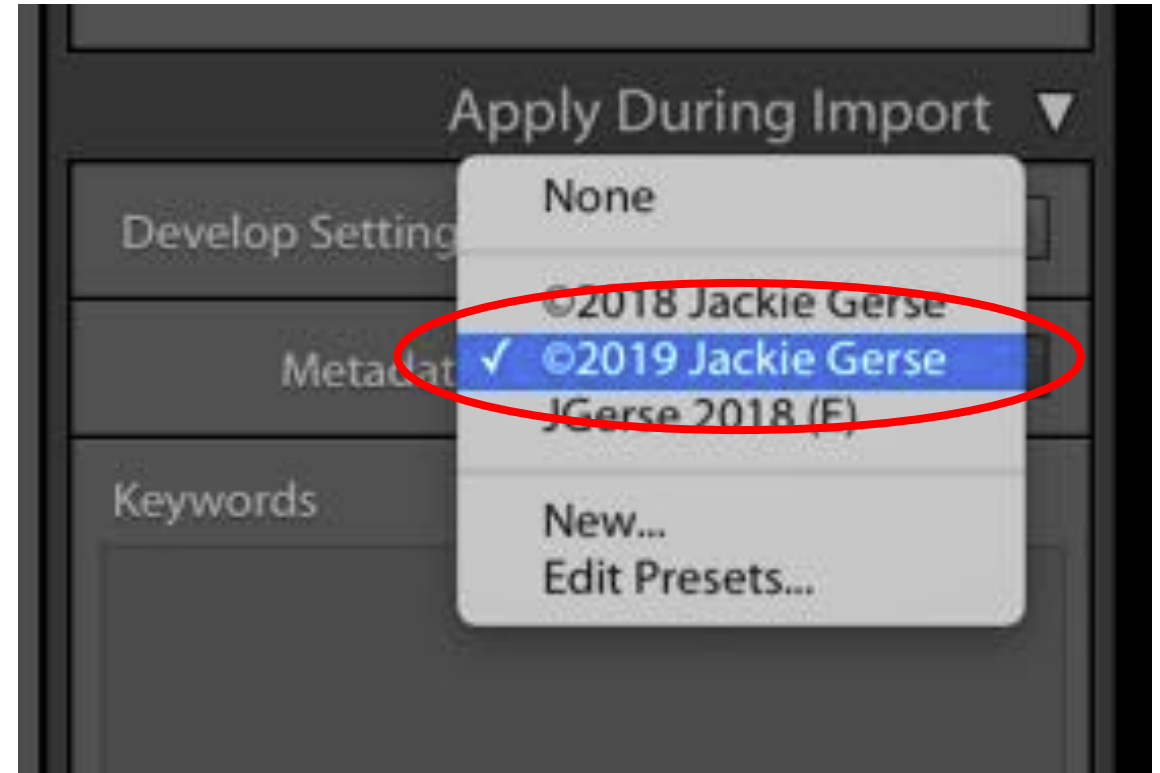 Apply During Import ▼
None
Develop Setting
©2018 Jackie Gerse
Metadat ✓ ©2019 Jackie Gerse
JGerse 2018 (E)
Keywords
New...
Edit Presets...